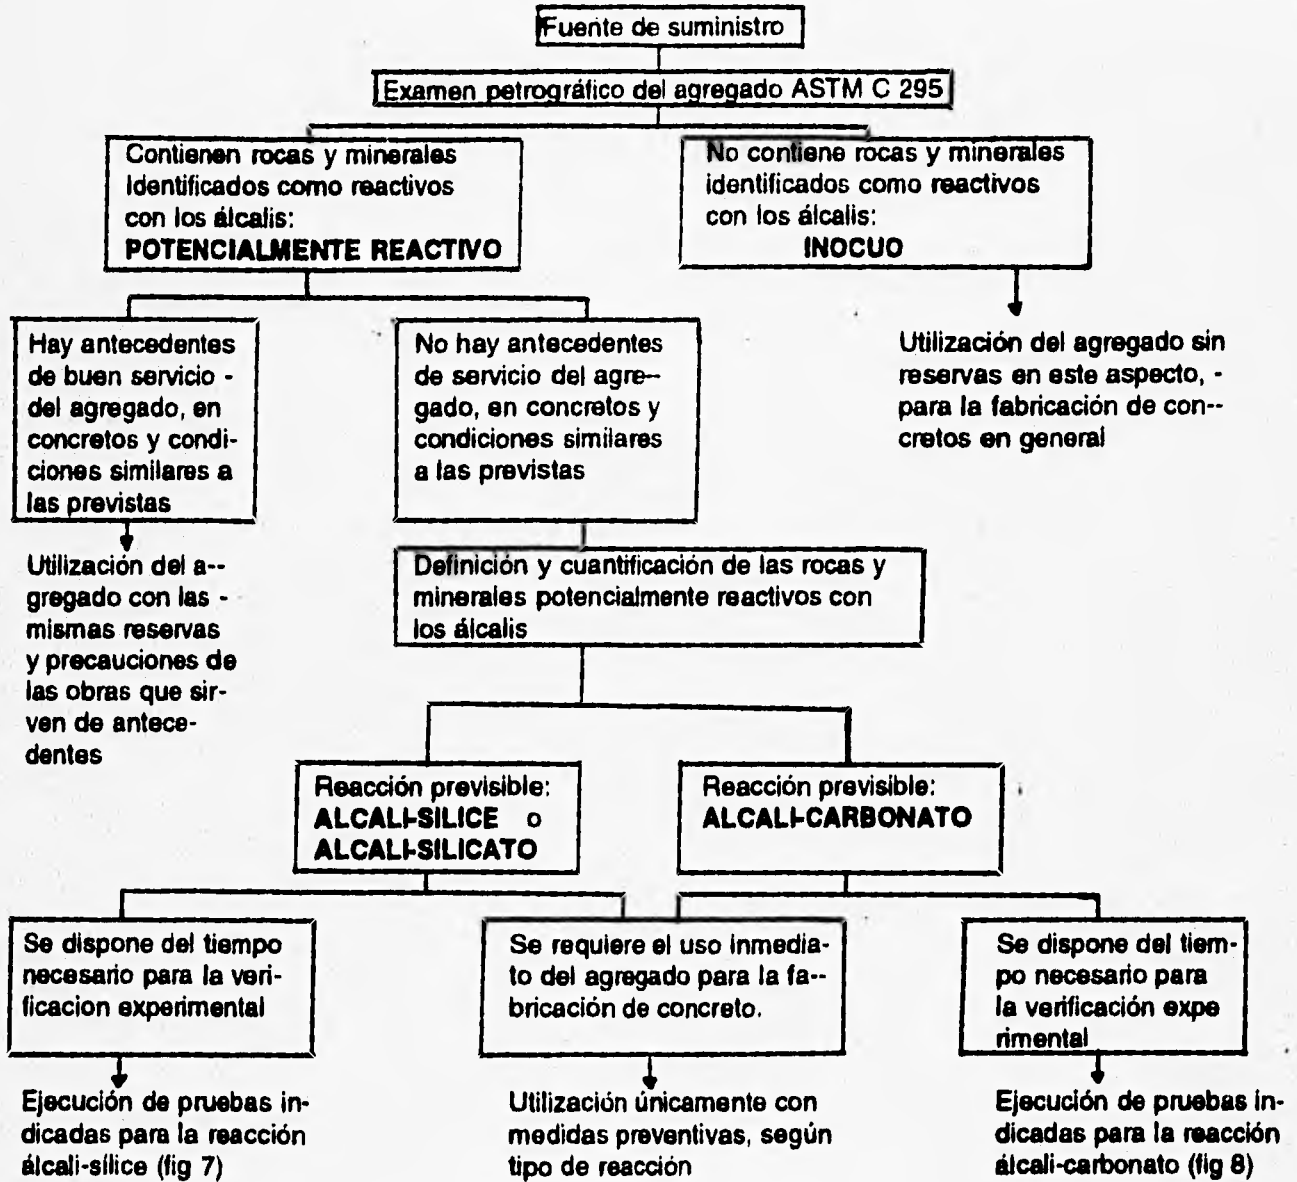 Fuente de suministro
Examen petrográfico del agregado ASTM C 295
Contienen rocas y minerales
identificados como reactivos
con los álcalis:
POTENCIALMENTE REACTIVO
No contiene rocas y minerales
identificados como reactivos
con los álcalis:
INOCUO
Hay antecedentes
de buen servicio -
del agregado, en
concretos y condi-
ciones similares a
las previstas
No hay antecedentes
de servicio del agre--
gado, en concretos y
condiciones similares
a las previstas
Utilización del agregado sin
reservas en este aspecto, -
para la fabricación de con--
cretos en general
Utilización del a--
gregado con las -
mismas reservas
y precauciones de
las obras que sir-
ven de antece-
dentes
Definición y cuantificación de las rocas y
minerales potencialmente reactivos con
los álcalis
Reacción previsible:
ALCALI-SILICE o
ALCALI-SILICATO
Reacción previsible:
ALCALI-CARBONATO
Se dispone del tiempo
necesario para la veri-
ficacion experimental
Se requiere el uso inmedia-
to del agregado para la fa--
bricación de concreto.
Se dispone del tiem-
po necesario para
la verificación expe
rimental
Ejecución de pruebas in-
dicadas para la reacción
álcali-sílice (fig 7)
Utilización únicamente con
medidas preventivas, según
tipo de reacción
Ejecución de pruebas in-
dicadas para la reacción
álcali-carbonato (fig 8)